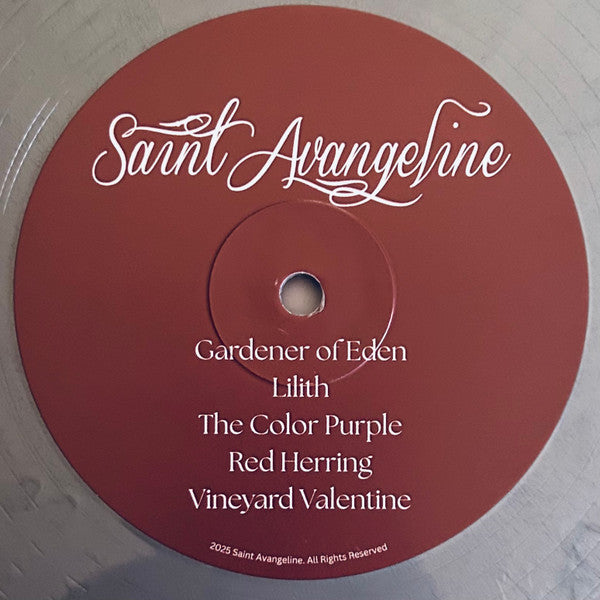 Saint Avangeline
Gardener of Eden
Lilith
The Color Purple
Red Herring
Vineyard Valentine
2025 Saint Avangeline. All Rights Reserved